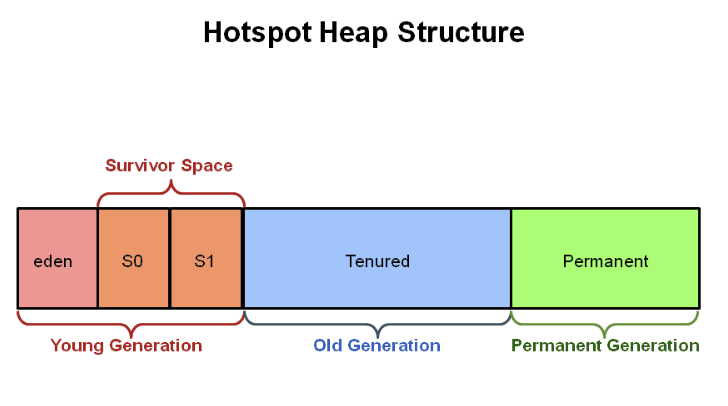 Hotspot Heap Structure
Survivor Space
eden
S0
S1
Tenured
Permanent
Young Generation
Old Generation
Permanent Generation